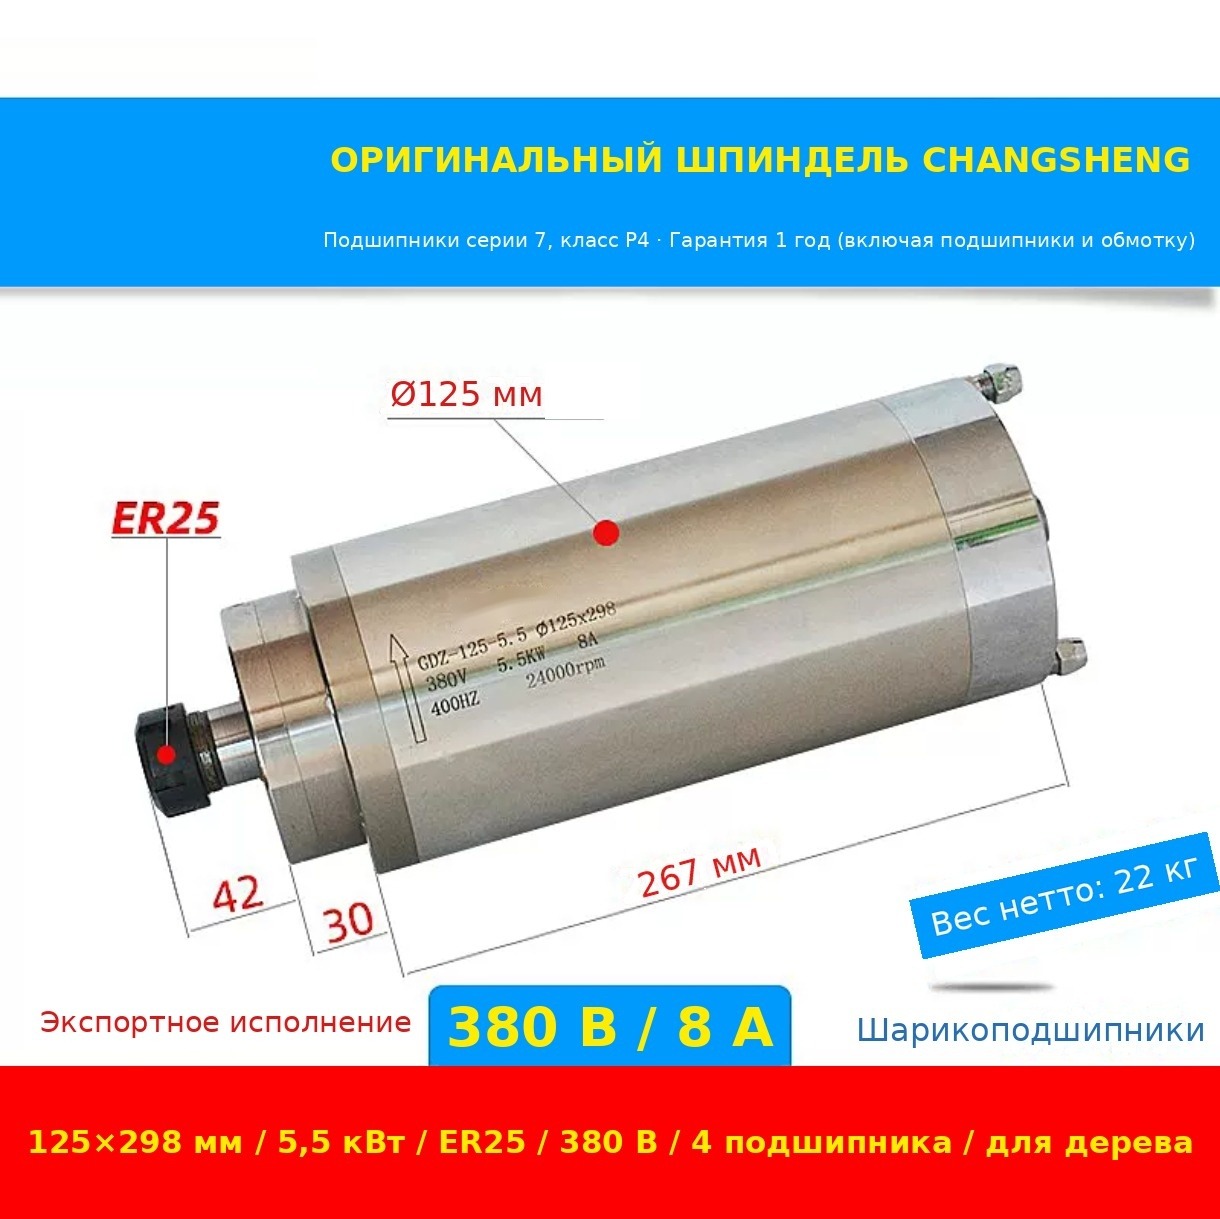 ОРИГИНАЛЬНЫЙ ШПИНДЕЛЬ CHANGSHENG
Подшипники серии 7, класс P4 · Гарантия 1 год (включая подшипники и обмотку)
Ø125 мм
ER25
GDZ-125-5.5 Ø125x298
380V 5.5KW 8A
400HZ 24000rpm
42
30
267 мм
Вес нетто: 22 кг
Экспортное исполнение
380 В / 8 А
Шарикоподшипники
125×298 мм / 5,5 кВт / ER25 / 380 В / 4 подшипника / для дерева